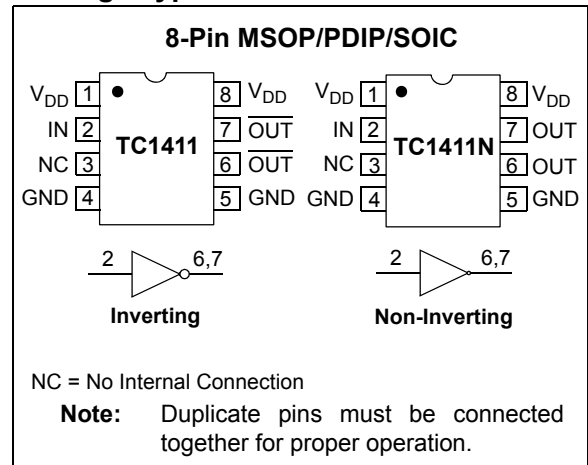 8-Pin MSOP/PDIP/SOIC
VDD 1 8 VDD VDD 1 8 VDD
IN 2 7 OUT IN 2 7 OUT
TC1411 TC1411N
NC 3 6 OUT NC 3 6 OUT
GND 4 5 GND GND 4 5 GND
2 6,7 2 6,7
Inverting Non-Inverting
NC = No Internal Connection
Note: Duplicate pins must be connected
together for proper operation.